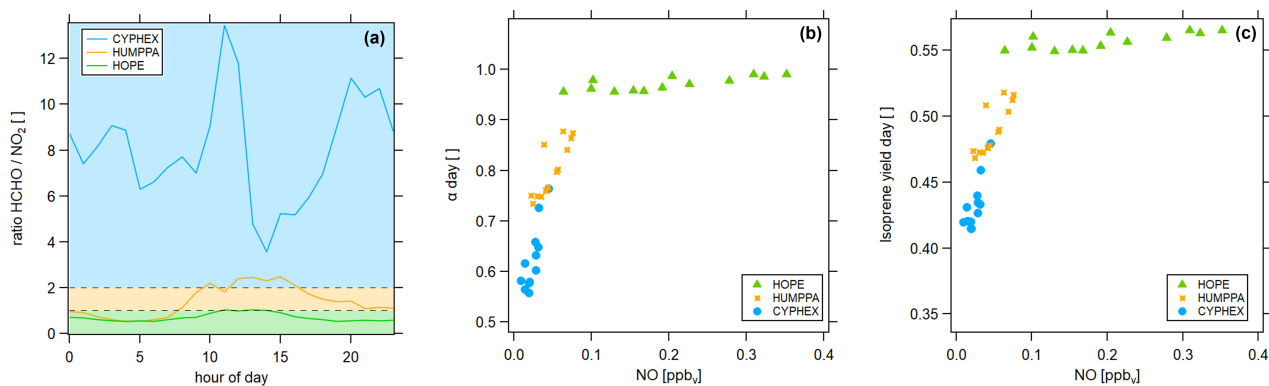 (a)
CYPHEX
HUMPPA
HOPE
ratio HCHO / NO₂ [ ]
12
10
8
6
4
2
0
0
5
10
15
20
hour of day
(b)
α day [ ]
1.0
0.9
0.8
0.7
0.6
0.5
HOPE
HUMPPA
CYPHEX
0.0
0.1
0.2
0.3
0.4
NO [ppbᵥ]
(c)
Isoprene yield day [ ]
0.55
0.50
0.45
0.40
0.35
HOPE
HUMPPA
CYPHEX
0.0
0.1
0.2
0.3
0.4
NO [ppbᵥ]